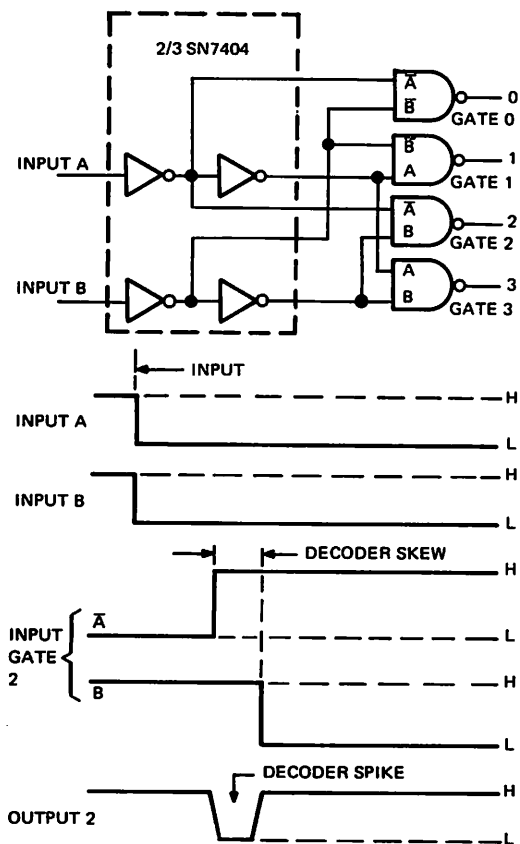 2/3 SN7404
A̅
B̅
0
GATE 0
INPUT A
B̅
A
1
GATE 1
A̅
B
2
GATE 2
INPUT B
A
B
3
GATE 3
INPUT
H
INPUT A
L
H
INPUT B
L
DECODER SKEW
H
A̅
INPUT
L
GATE
H
2
B
L
DECODER SPIKE
H
OUTPUT 2
L